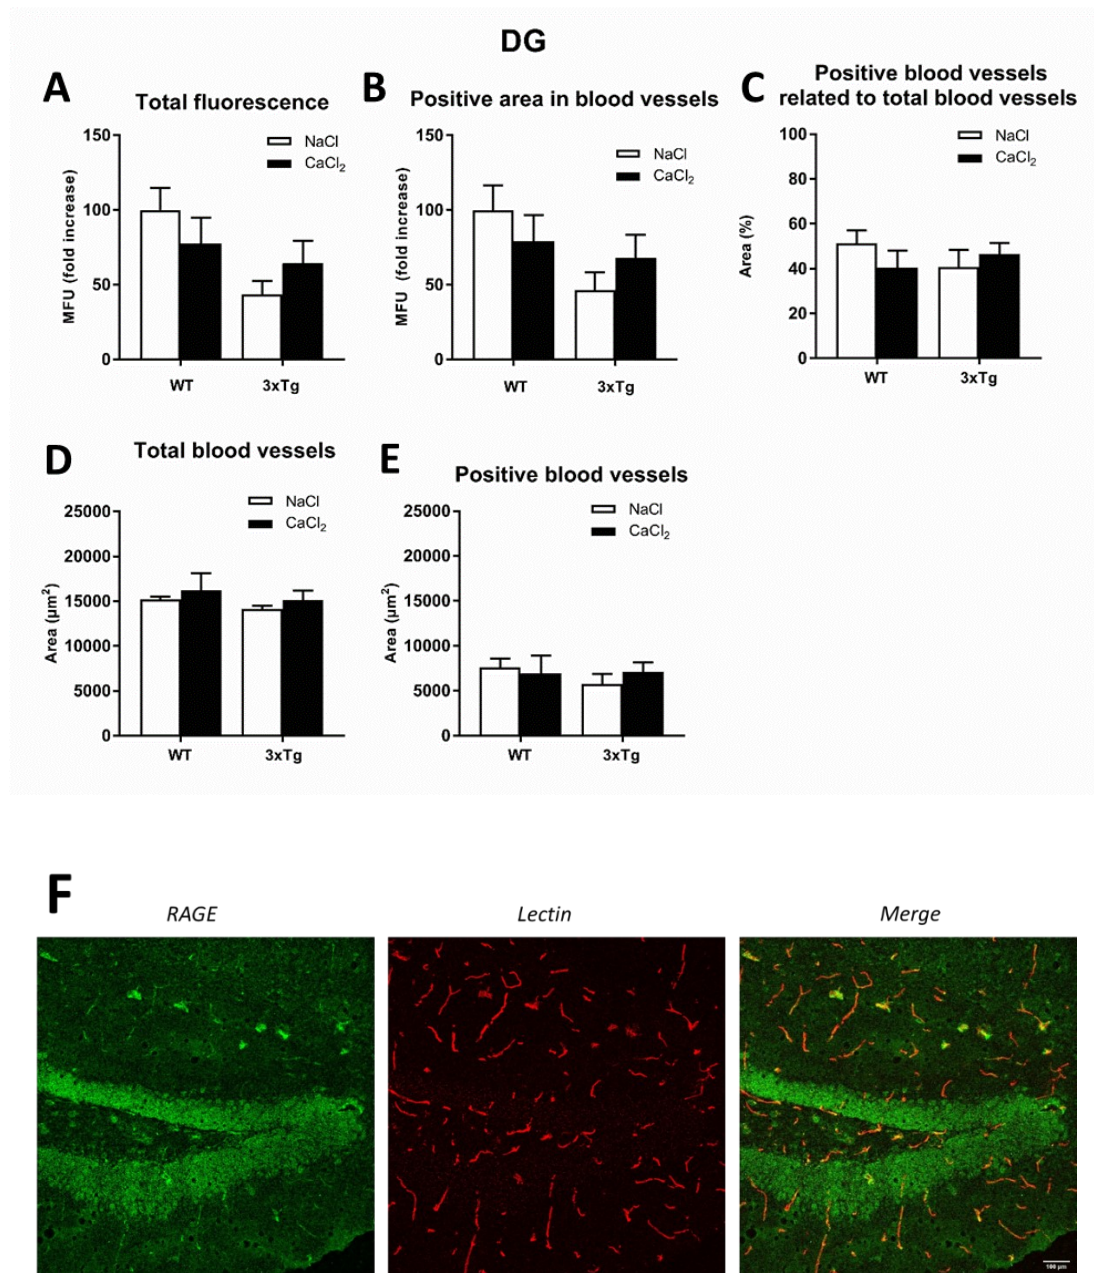 DG
A
Total fluorescence
150
100
50
0
MFU (fold increase)
NaCl
CaCl₂
WT 3xTg
B
Positive area in blood vessels
150
100
50
0
MFU (fold increase)
NaCl
CaCl₂
WT 3xTg
C
Positive blood vessels
related to total blood vessels
100
80
60
40
20
0
Area (%)
NaCl
CaCl₂
WT 3xTg
D
Total blood vessels
25000
20000
15000
10000
5000
0
Area (µm²)
NaCl
CaCl₂
WT 3xTg
E
Positive blood vessels
25000
20000
15000
10000
5000
0
Area (µm²)
NaCl
CaCl₂
WT 3xTg
F
RAGE
Lectin
Merge
100 µm